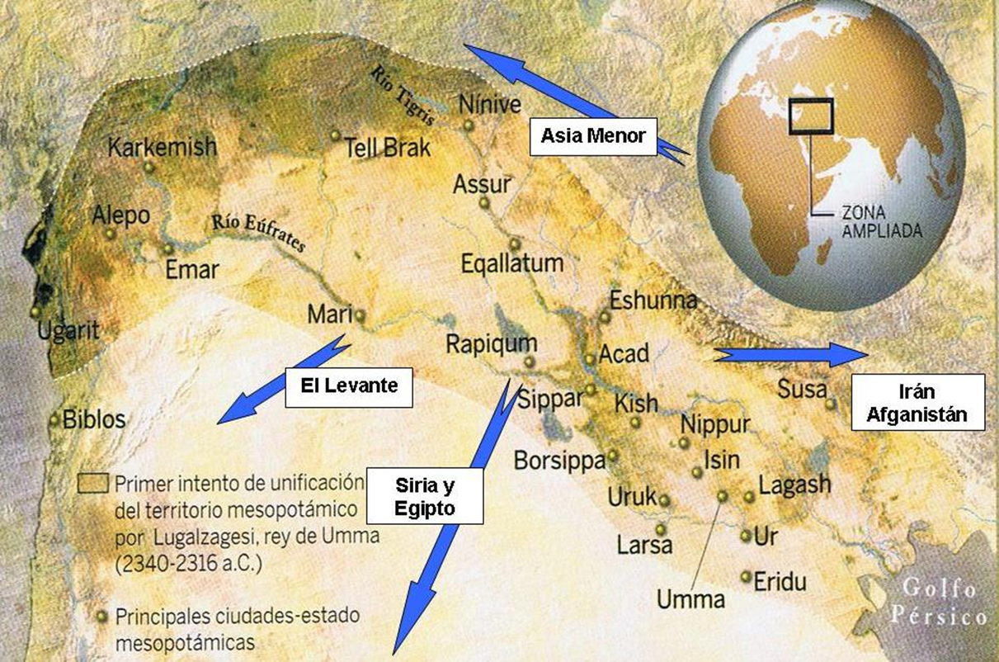 Río Tigris
Nínive
Asia Menor
Karkemish
Tell Brak
Assur
ZONA
AMPLIADA
Alepo
Río Eúfrates
Emar
Eqallatum
Eshunna
Mari
Ugarit
Rapiqum
Acad
El Levante
Susa
Irán
Afganistán
Sippar
Kish
Biblos
Nippur
Borsippa
Isin
Primer intento de unificación
del territorio mesopotámico
por Lugalzagesi, rey de Umma
(2340-2316 a.C.)
Siria y
Egipto
Uruk
Lagash
Larsa
Ur
Umma
Eridu
Golfo
Pérsico
Principales ciudades-estado
mesopotámicas